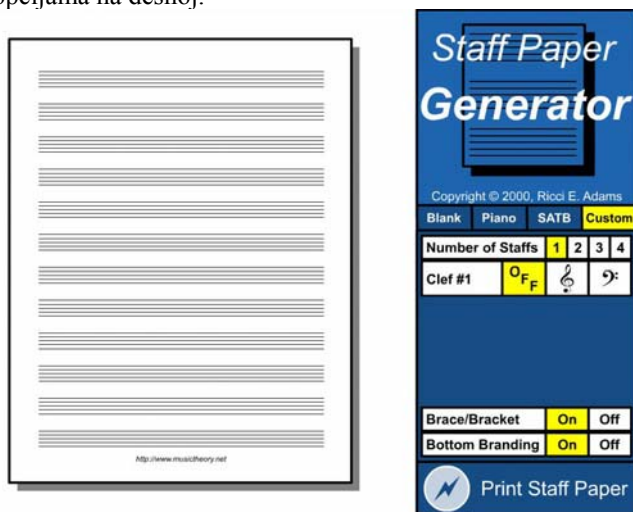 na desnoj.
http://www.musictheory.net
Staff Paper
Generator
Copyright © 2000, Ricci E. Adams
Blank Piano SATB Custom
Number of Staffs 1 2 3 4
Clef #1 OFF
Brace/Bracket On Off
Bottom Branding On Off
Print Staff Paper